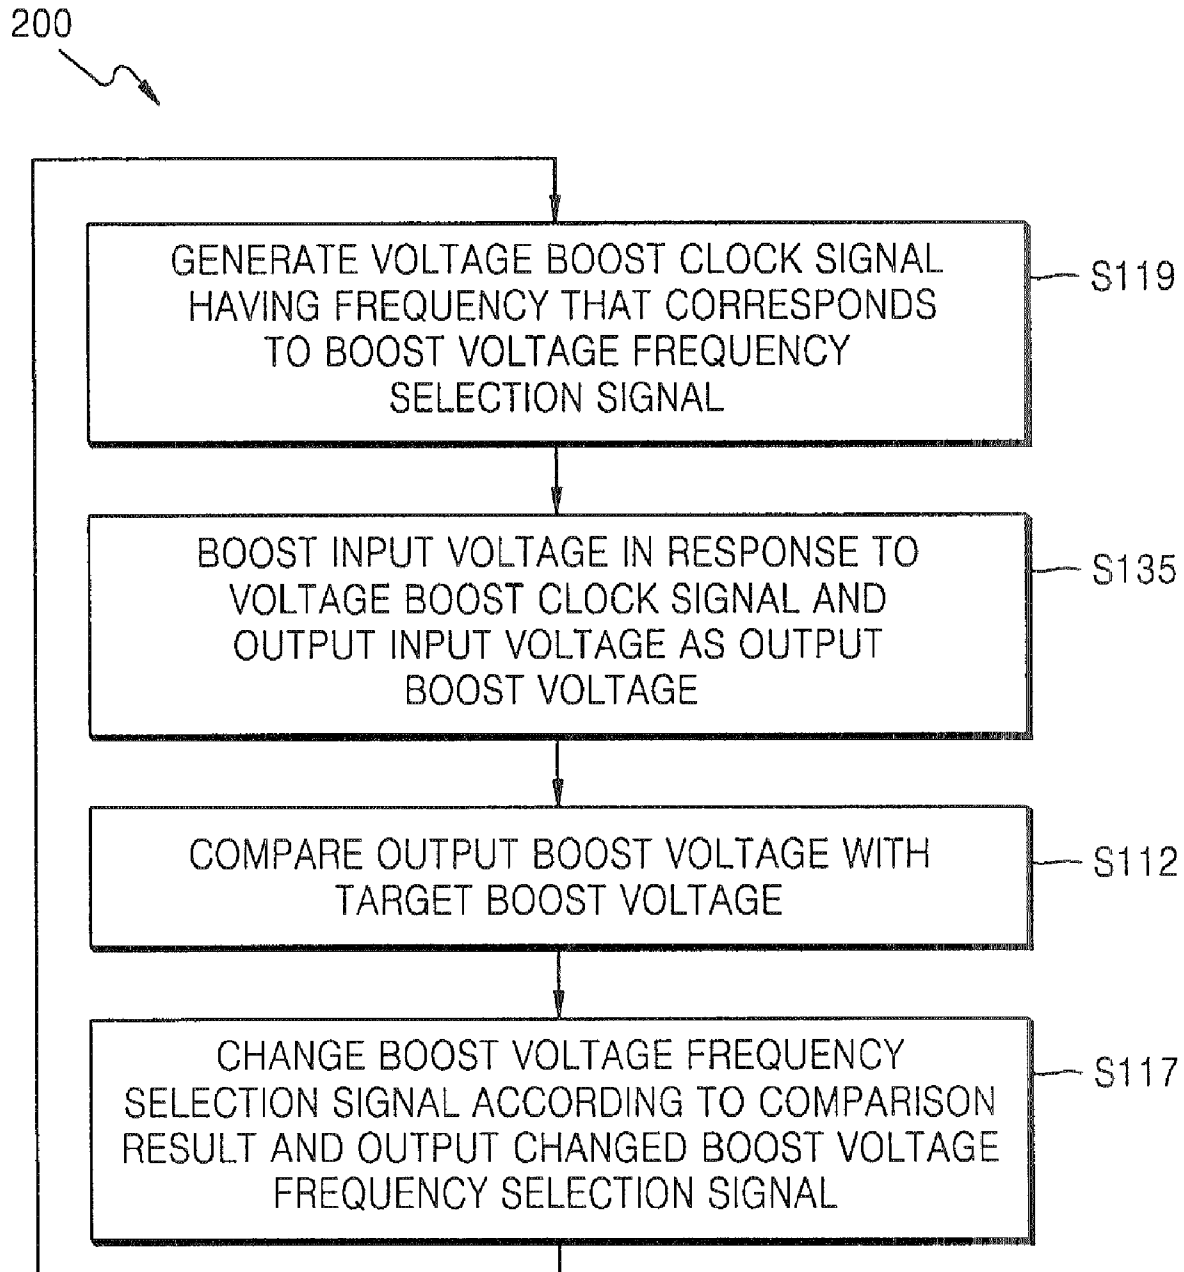 200
GENERATE VOLTAGE BOOST CLOCK SIGNAL
HAVING FREQUENCY THAT CORRESPONDS
TO BOOST VOLTAGE FREQUENCY
SELECTION SIGNAL
S119
BOOST INPUT VOLTAGE IN RESPONSE TO
VOLTAGE BOOST CLOCK SIGNAL AND
OUTPUT INPUT VOLTAGE AS OUTPUT
BOOST VOLTAGE
S135
COMPARE OUTPUT BOOST VOLTAGE WITH
TARGET BOOST VOLTAGE
S112
CHANGE BOOST VOLTAGE FREQUENCY
SELECTION SIGNAL ACCORDING TO COMPARISON
RESULT AND OUTPUT CHANGED BOOST VOLTAGE
FREQUENCY SELECTION SIGNAL
S117